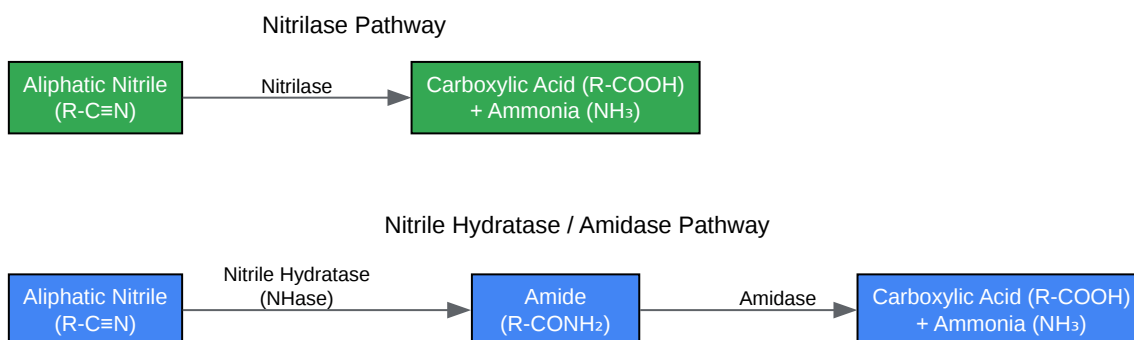 Nitrilase Pathway
Aliphatic Nitrile
(R-C≡N)
Nitrilase
Carboxylic Acid (R-COOH)
+ Ammonia (NH₃)
Nitrile Hydratase / Amidase Pathway
Aliphatic Nitrile
(R-C≡N)
Nitrile Hydratase
(NHase)
Amide
(R-CONH₂)
Amidase
Carboxylic Acid (R-COOH)
+ Ammonia (NH₃)